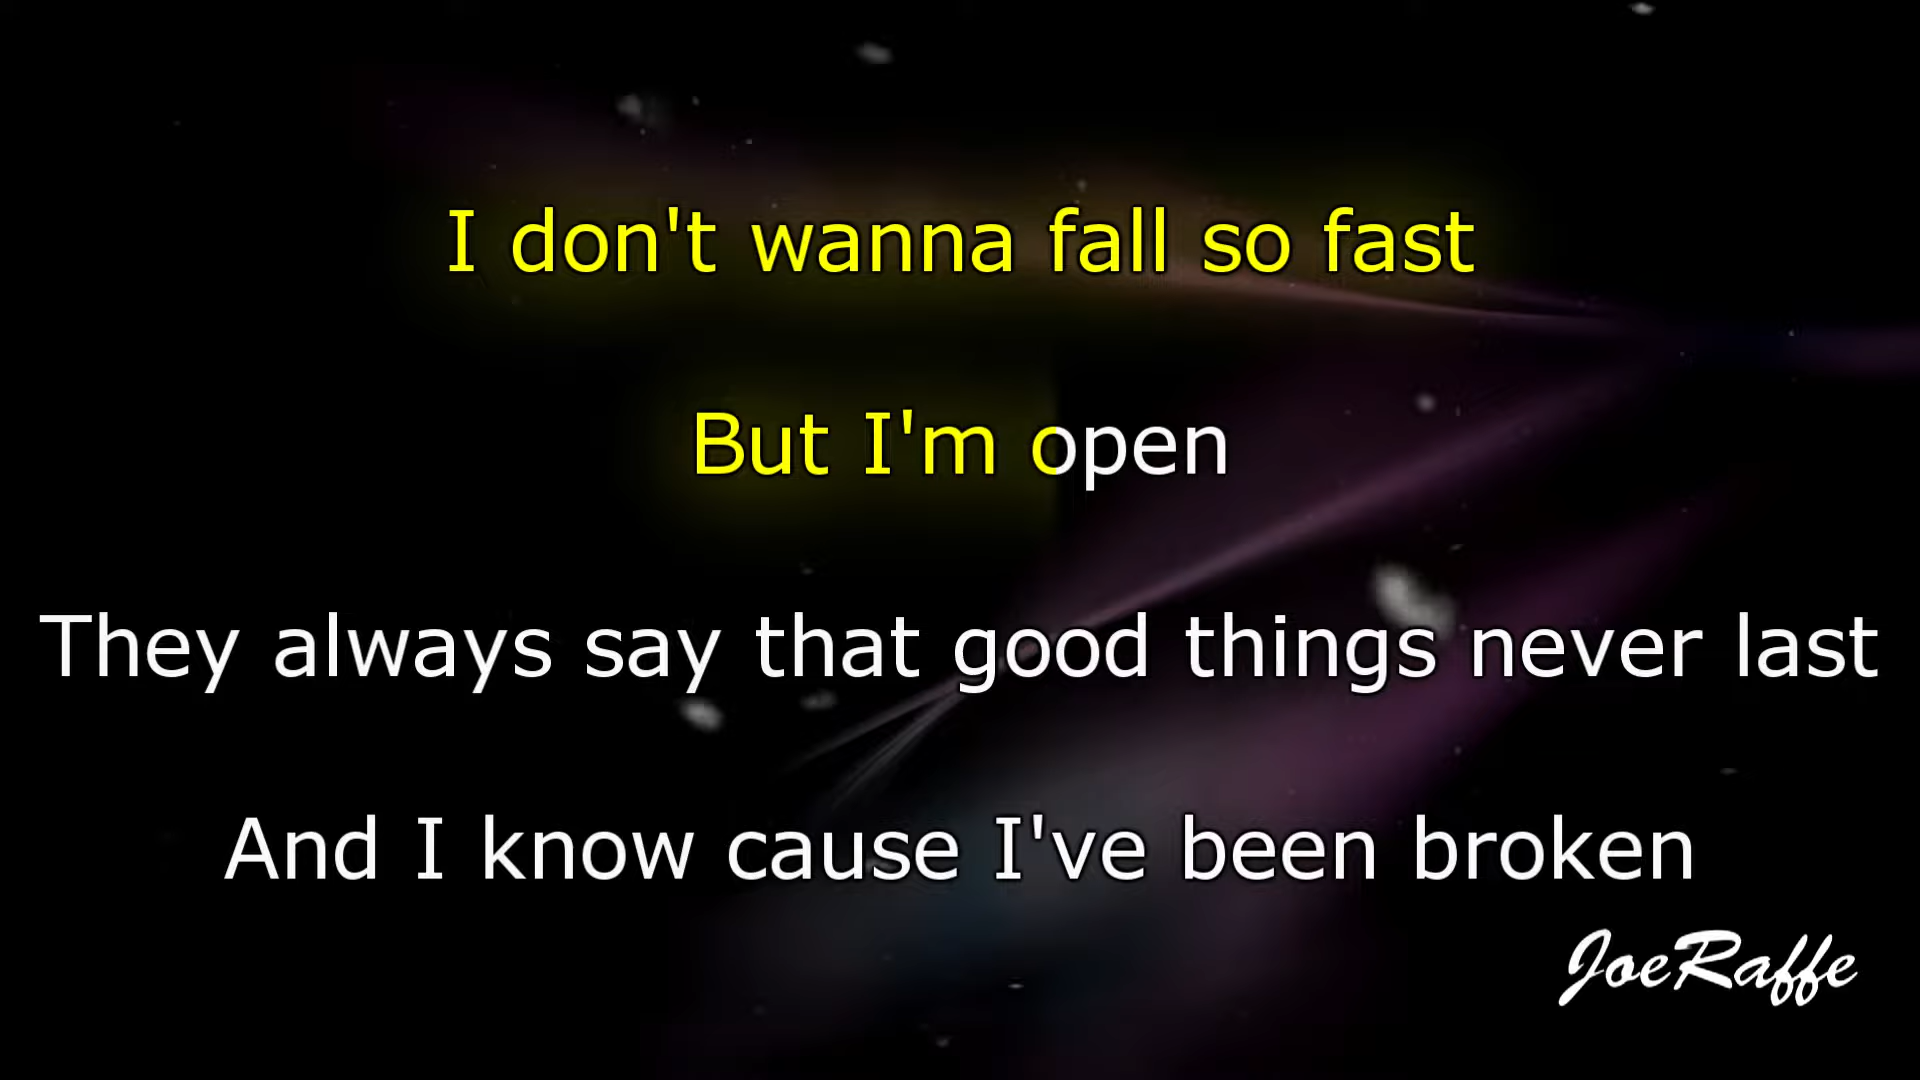 I don't wanna fall so fast
But I'm open
They always say that good things never last
And I know cause I've been broken
JoeRaffe